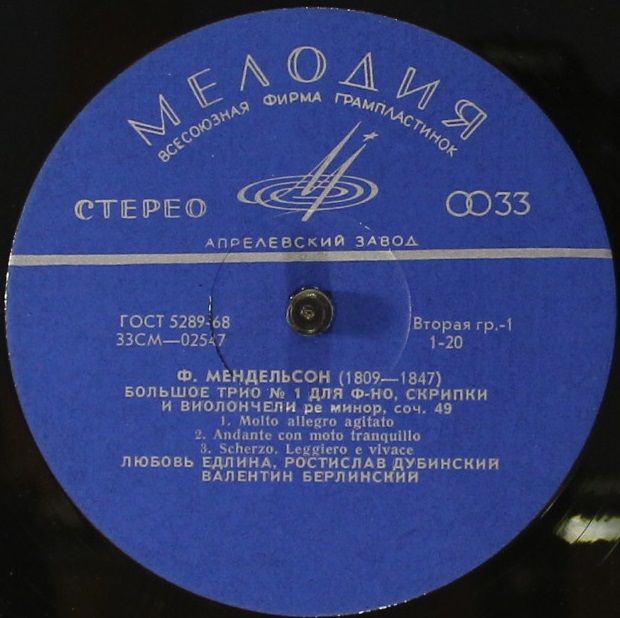 МЕЛОДИЯ
ВСЕСОЮЗНАЯ ФИРМА ГРАМПЛАСТИНОК
СТЕРЕО
33
АПРЕЛЕВСКИЙ ЗАВОД
ГОСТ 5289-68
Вторая гр.-1
33СМ—02547
1-20
Ф. МЕНДЕЛЬСОН (1809—1847)
БОЛЬШОЕ ТРИО № 1 ДЛЯ Ф-НО, СКРИПКИ
И ВИОЛОНЧЕЛИ ре минор, соч. 49
1. Molto allegro agitato
2. Andante con moto tranquillo
3. Scherzo. Leggiero e vivace
ЛЮБОВЬ ЕДЛИНА, РОСТИСЛАВ ДУБИНСКИЙ
ВАЛЕНТИН БЕРЛИНСКИЙ